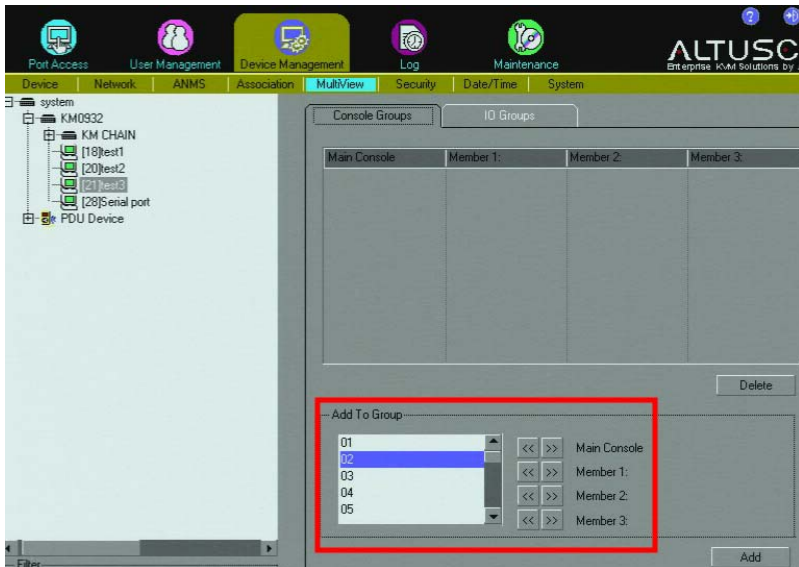 Port Access User Management Device Management Log Maintenance
ALTUSC
Enterprise KVM Solutions by
Device Network ANMS Association MultiView Security Date/Time System
system
KM0932
KM CHAIN
[18]test1
[20]test2
[21]test3
[28]Serial port
PDU Device
Filter
Console Groups IO Groups
Main Console Member 1: Member 2: Member 3:
Delete
Add To Group
01
02
03
04
05
<< >> Main Console
<< >> Member 1:
<< >> Member 2:
<< >> Member 3:
Add